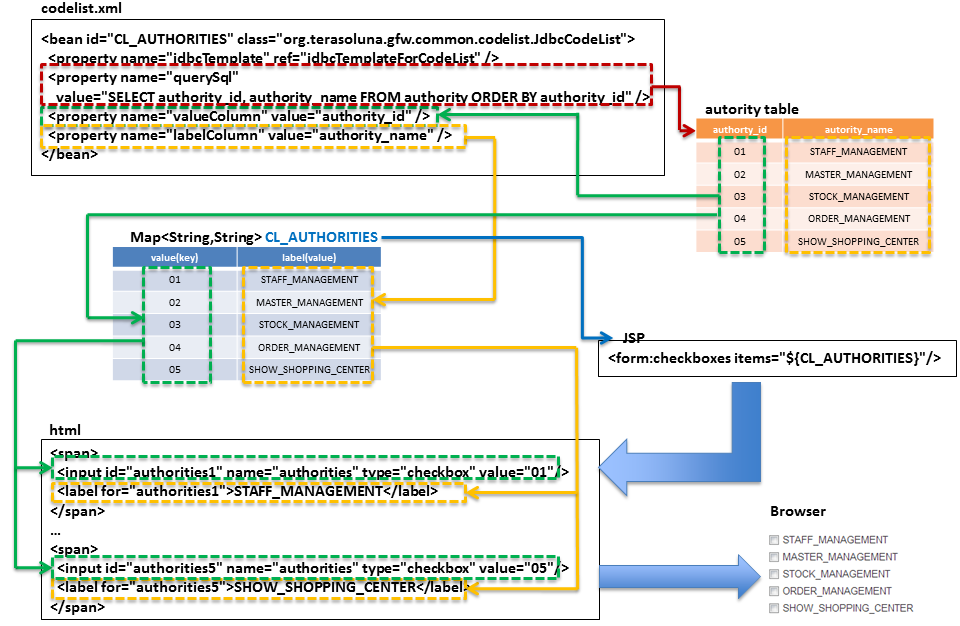 codelist.xml
<bean id="CL_AUTHORITIES" class="org.terasoluna.gfw.common.codelist.JdbcCodeList">
<property name="idbcTemplate" ref="idbcTemplateForCodeList" />
<property name="querySql"
value="SELECT authority_id, authority_name FROM authority ORDER BY authority_id" />
<property name="valueColumn" value="authority_id" />
<property name="labelColumn" value="authority_name" />
</bean>
autority table
authorty_id autority_name
01 STAFF_MANAGEMENT
02 MASTER_MANAGEMENT
03 STOCK_MANAGEMENT
04 ORDER_MANAGEMENT
05 SHOW_SHOPPING_CENTER
Map<String,String> CL_AUTHORITIES
value(key) label(value)
01 STAFF_MANAGEMENT
02 MASTER_MANAGEMENT
03 STOCK_MANAGEMENT
04 ORDER_MANAGEMENT
05 SHOW_SHOPPING_CENTER
JSP
<form:checkboxes items="${CL_AUTHORITIES}"/>
html
<span>
<input id="authorities1" name="authorities" type="checkbox" value="01"/>
<label for="authorities1">STAFF_MANAGEMENT</label>
</span>
...
<span>
<input id="authorities5" name="authorities" type="checkbox" value="05"/>
<label for="authorities5">SHOW_SHOPPING_CENTER</label>
</span>
Browser
STAFF_MANAGEMENT
MASTER_MANAGEMENT
STOCK_MANAGEMENT
ORDER_MANAGEMENT
SHOW_SHOPPING_CENTER